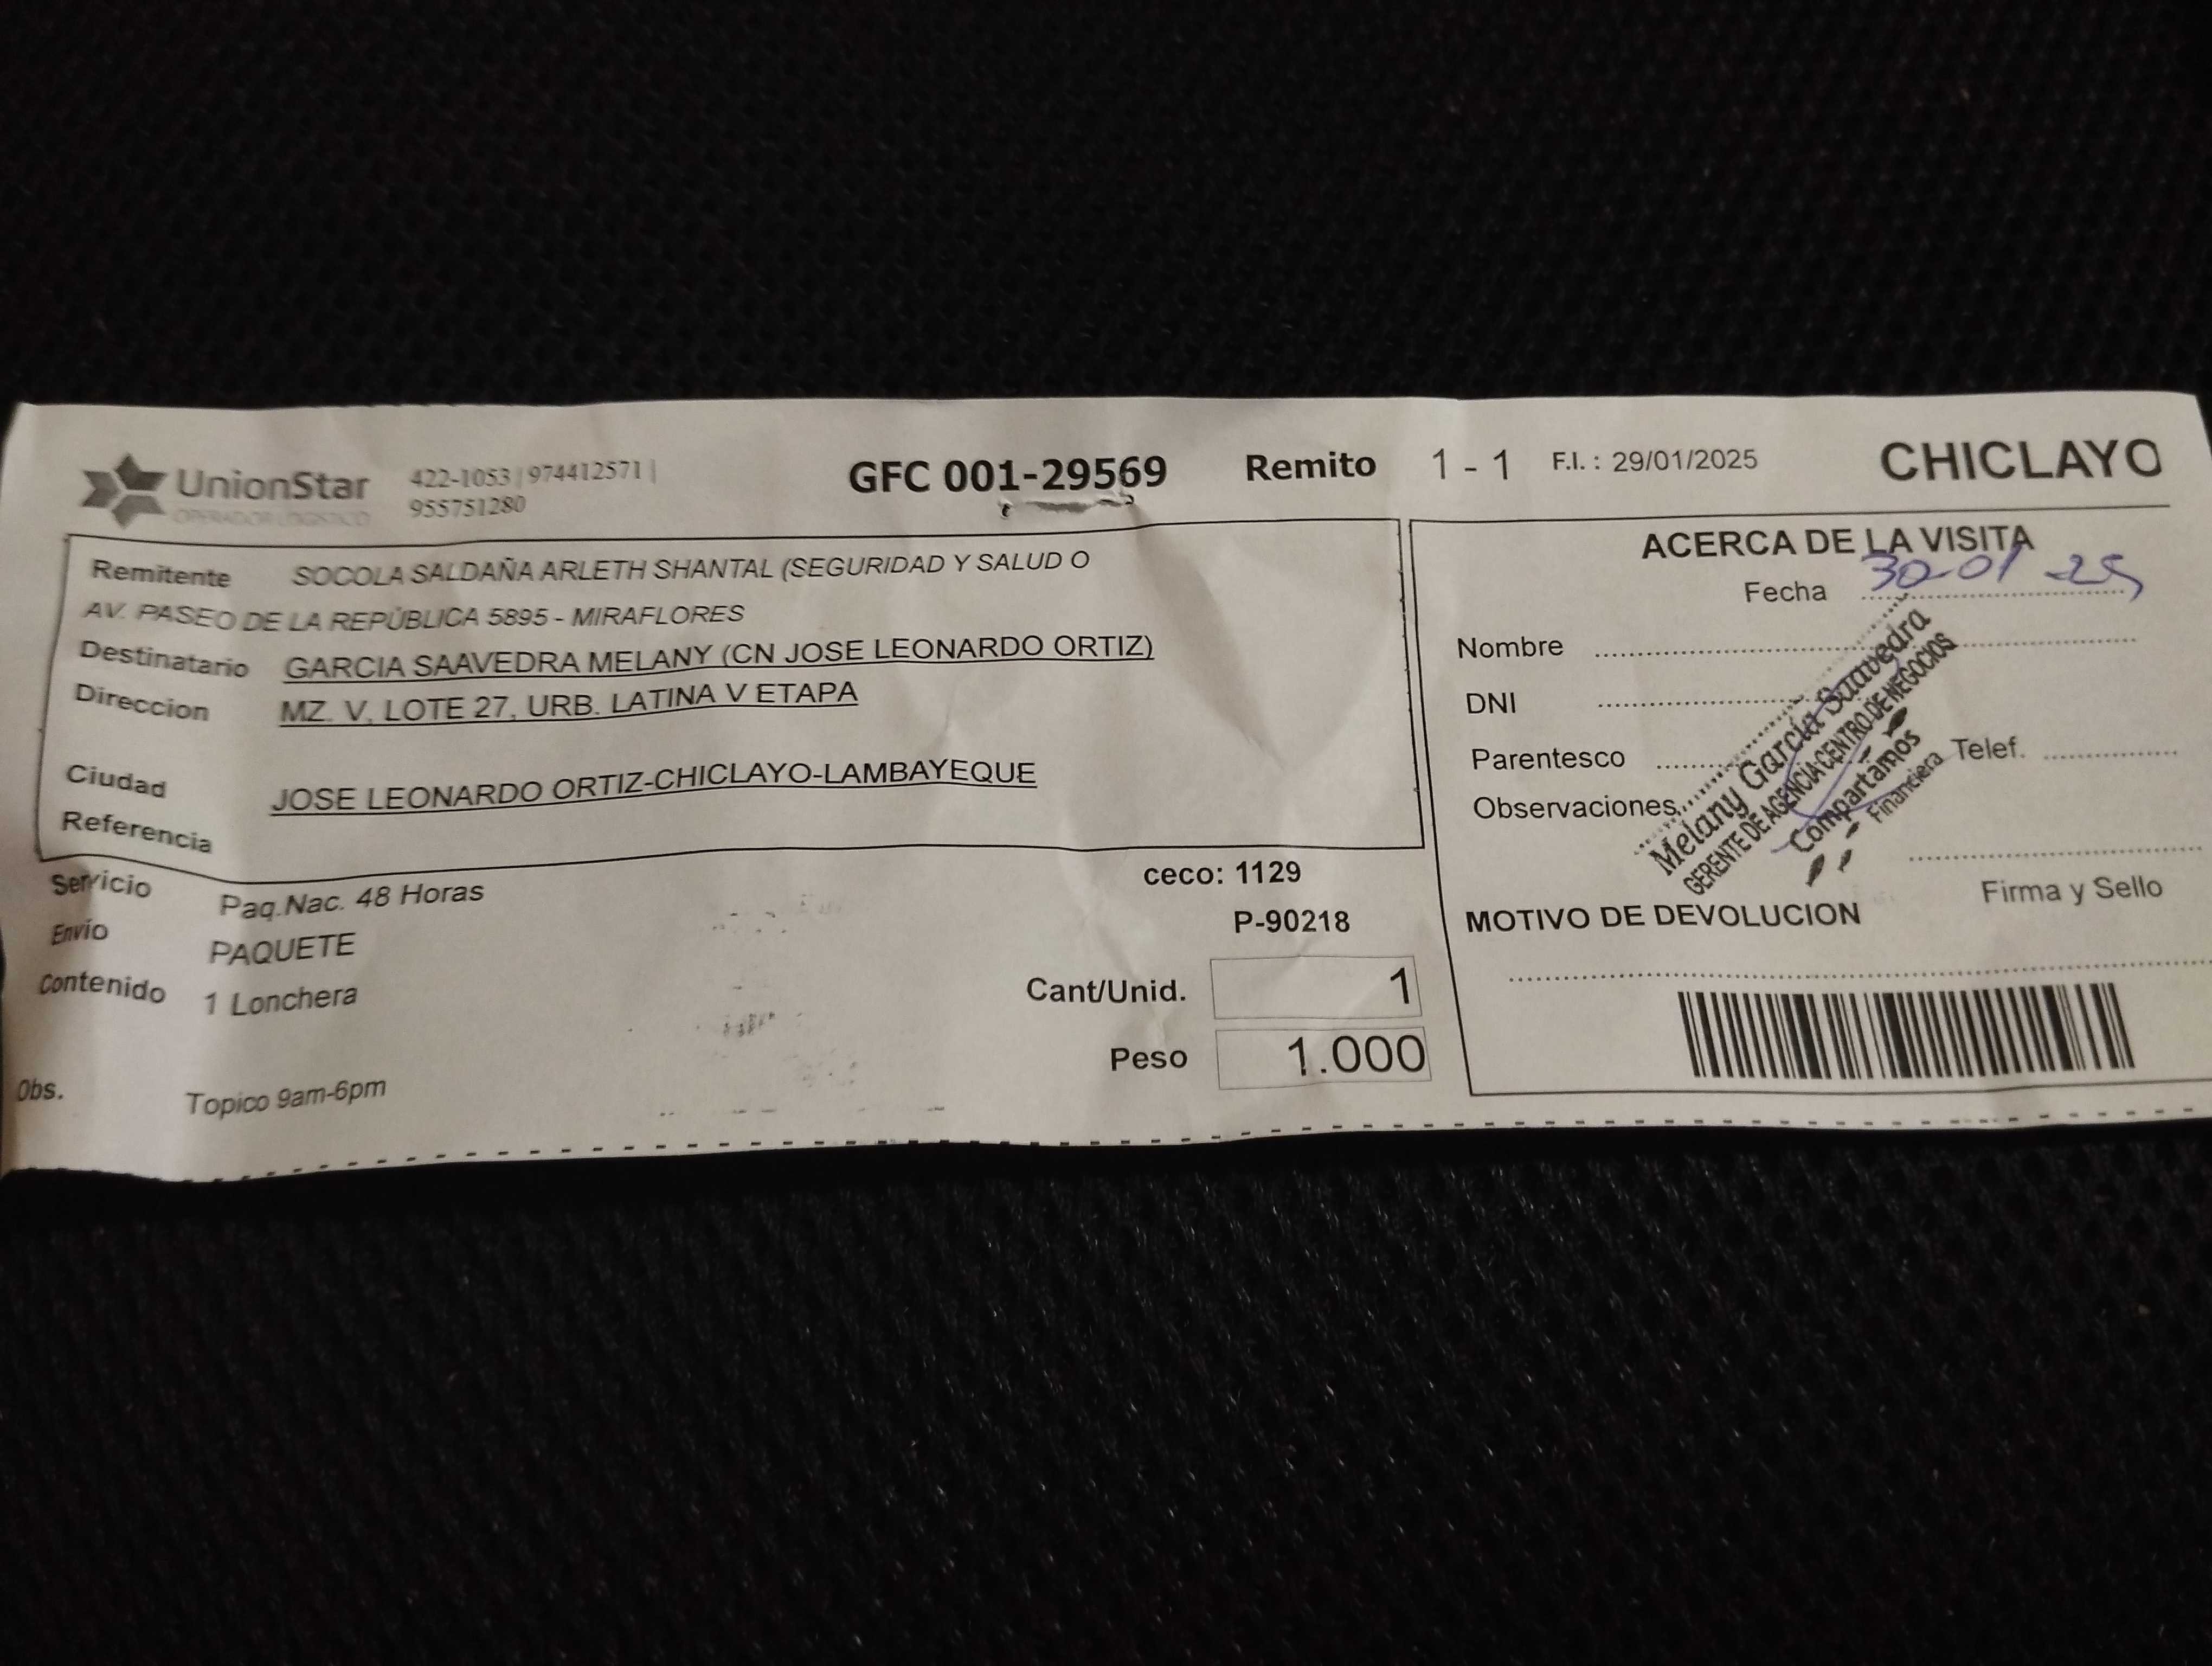 UnionStar
OPERADOR LOGISTICO
422-1053 | 974412571 |
955751280
GFC 001-29569
Remito 1 - 1
F.I. : 29/01/2025
CHICLAYO
Remitente SOCOLA SALDAÑA ARLETH SHANTAL (SEGURIDAD Y SALUD O
AV. PASEO DE LA REPÚBLICA 5895 - MIRAFLORES
Destinatario GARCIA SAAVEDRA MELANY (CN JOSE LEONARDO ORTIZ)
Direccion MZ. V, LOTE 27, URB. LATINA V ETAPA
Ciudad JOSE LEONARDO ORTIZ-CHICLAYO-LAMBAYEQUE
Referencia
Servicio Paq.Nac. 48 Horas
Envío PAQUETE
Contenido 1 Lonchera
Obs. Topico 9am-6pm
ceco: 1129
P-90218
Cant/Unid. 1
Peso 1.000
ACERCA DE LA VISITA
Fecha 30-01-25
Nombre
DNI
Parentesco
Telef.
Observaciones
Melany García Saavedra
GERENTE DE AGENCIA CENTRO DE NEGOCIOS
Compartamos
Financiera
Firma y Sello
MOTIVO DE DEVOLUCION